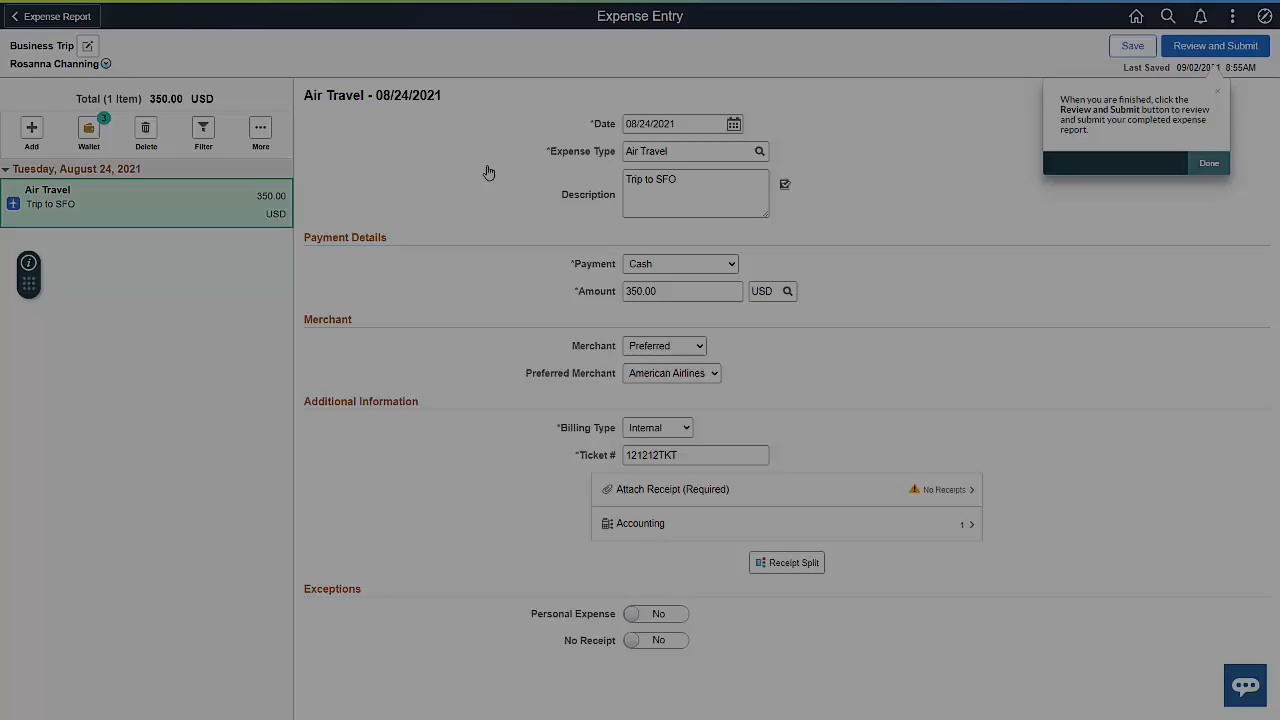 Expense Report
Expense Entry
Business Trip
Rosanna Channing
Save
Review and Submit
Last Saved 09/02/2021 8:55AM
When you are finished, click the
Review and Submit button to review
and submit your completed expense
report.
Done
Total (1 Item) 350.00 USD
3
Add
Wallet
Delete
Filter
More
Tuesday, August 24, 2021
Air Travel
Trip to SFO
350.00
USD
Air Travel - 08/24/2021
*Date 08/24/2021
*Expense Type Air Travel
Description Trip to SFO
Payment Details
*Payment Cash
*Amount 350.00 USD
Merchant
Merchant Preferred
Preferred Merchant American Airlines
Additional Information
*Billing Type Internal
*Ticket # 121212TKT
Attach Receipt (Required) No Receipts
Accounting 1
Receipt Split
Exceptions
Personal Expense No
No Receipt No